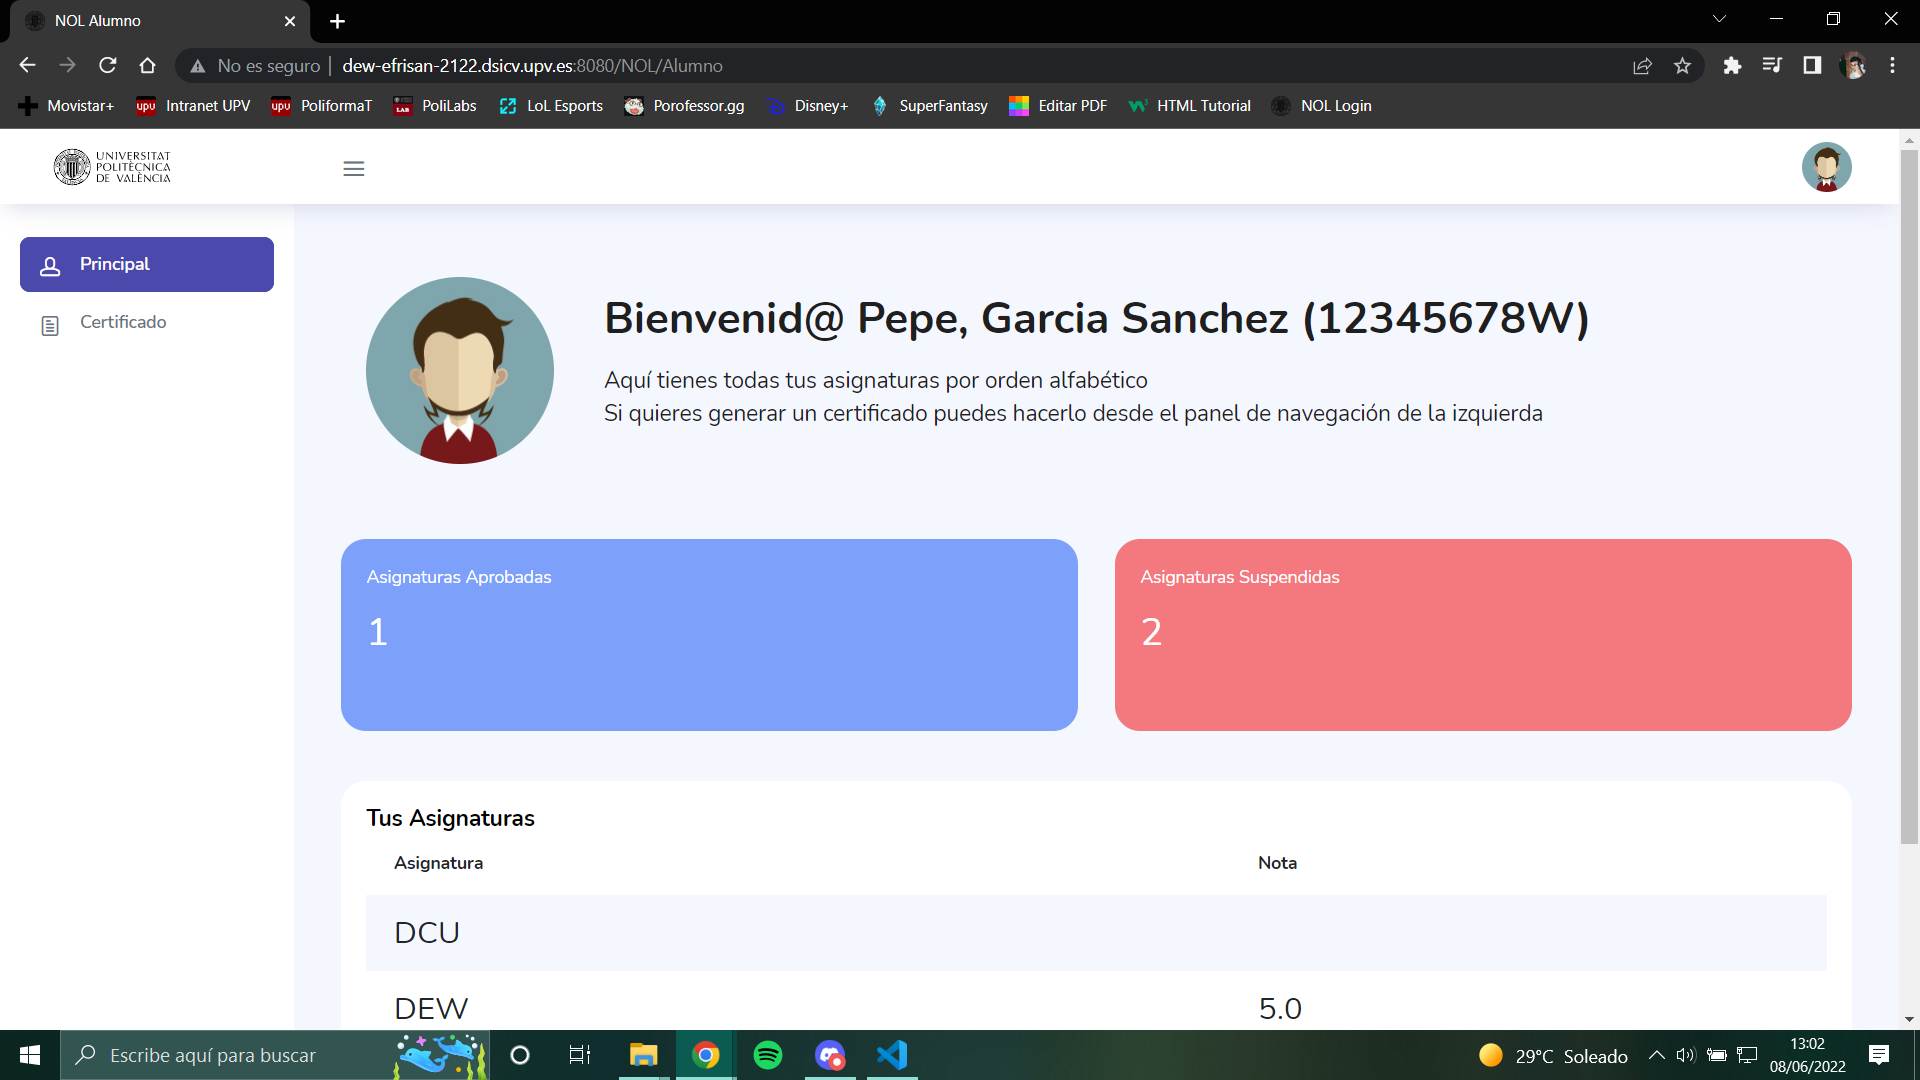 NOL Alumno
No es seguro
dew-efrisan-2122.dsicv.upv.es:8080/NOL/Alumno
Movistar+
upv Intranet UPV
upv PoliformaT
LAB PoliLabs
LoL Esports
Porofessor.gg
Disney+
SuperFantasy
Editar PDF
HTML Tutorial
NOL Login
UNIVERSITAT
POLITÈCNICA
DE VALÈNCIA
Principal
Certificado
Bienvenid@ Pepe, Garcia Sanchez (12345678W)
Aquí tienes todas tus asignaturas por orden alfabético
Si quieres generar un certificado puedes hacerlo desde el panel de navegación de la izquierda
Asignaturas Aprobadas
1
Asignaturas Suspendidas
2
Tus Asignaturas
Asignatura Nota
DCU
DEW 5.0
Escribe aquí para buscar
29°C Soleado
13:02
08/06/2022